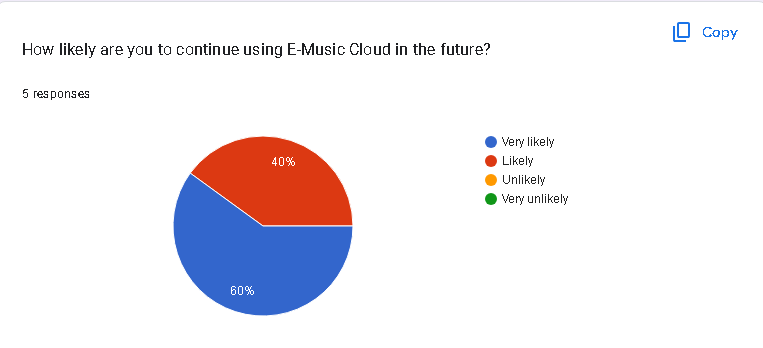 Copy
How likely are you to continue using E-Music Cloud in the future?
5 responses
40%
60%
Very likely
Likely
Unlikely
Very unlikely